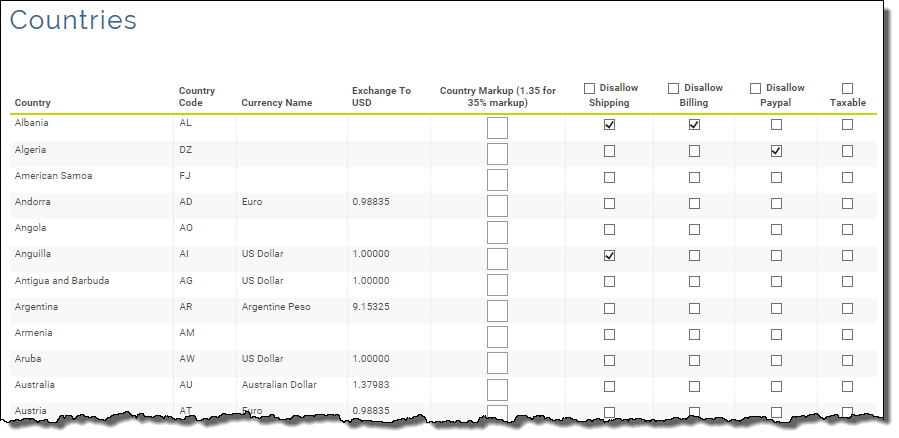 Countries
Country Country Code Currency Name Exchange To USD Country Markup (1.35 for 35% markup) Disallow Shipping Disallow Billing Disallow Paypal Taxable
Albania AL
Algeria DZ
American Samoa FJ
Andorra AD Euro 0.98835
Angola AO
Anguilla AI US Dollar 1.00000
Antigua and Barbuda AG US Dollar 1.00000
Argentina AR Argentine Peso 9.15325
Armenia AM
Aruba AW US Dollar 1.00000
Australia AU Australian Dollar 1.37983
Austria AT Euro 0.98835